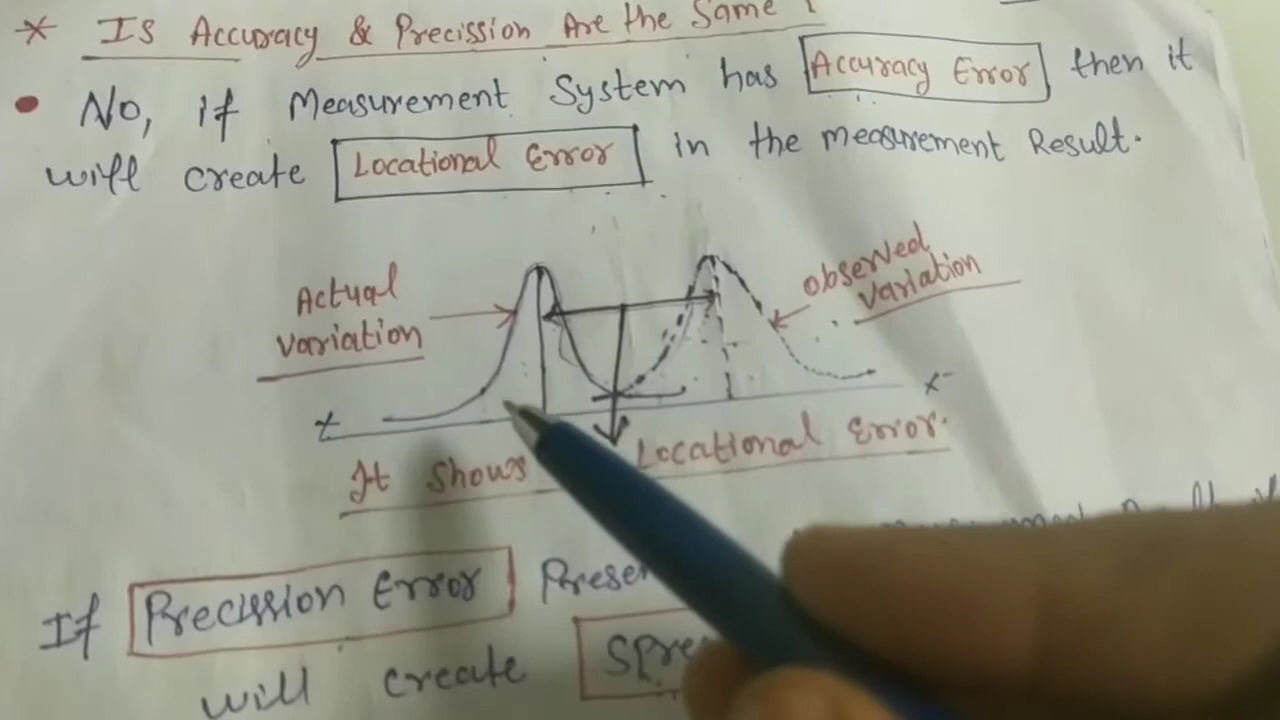 * Is Accuracy & Precission Are the Same ?
• No, if Measurement System has Accuracy Error then it
will create Locational Error in the measurement Result.
Actual
variation
observed
variation
x x-
It Shows Locational Error.
If Precission Error
will create